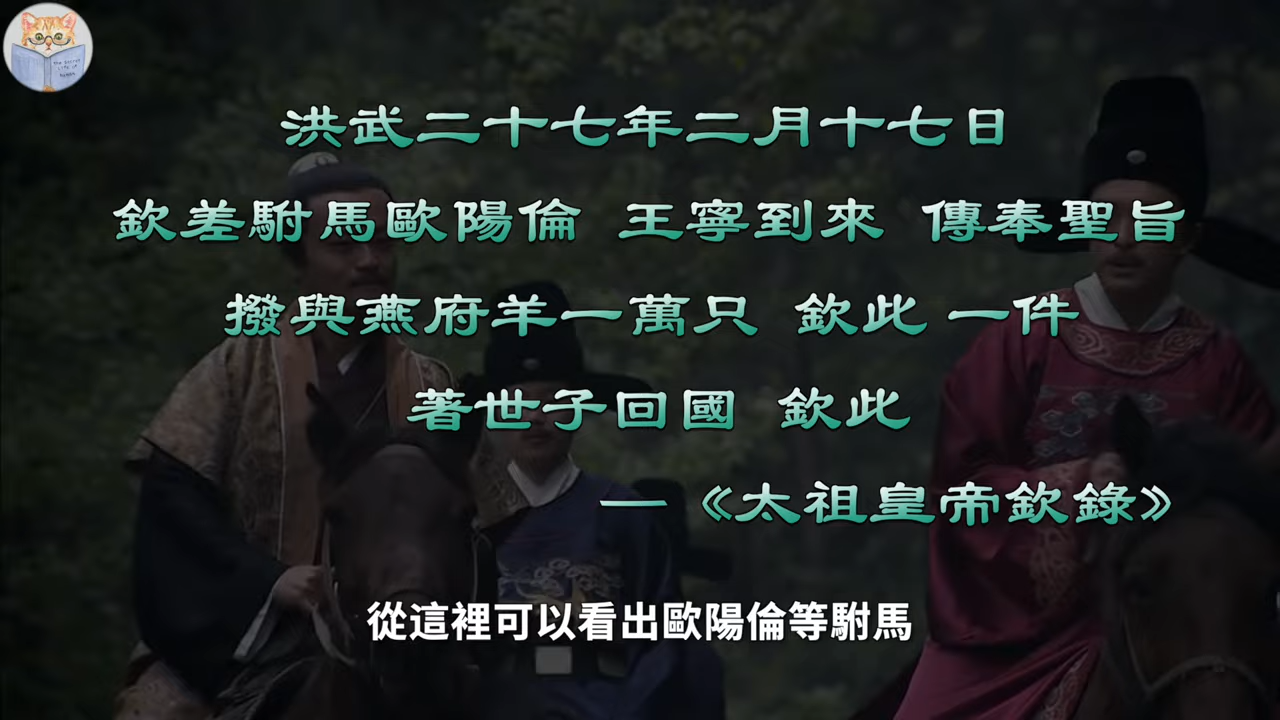 洪武二十七年二月十七日
欽差駙馬歐陽倫 王寧到來 傳奉聖旨
撥與燕府羊一萬只 欽此 一件
著世子回國 欽此
—《太祖皇帝欽錄》
從這裡可以看出歐陽倫等駙馬